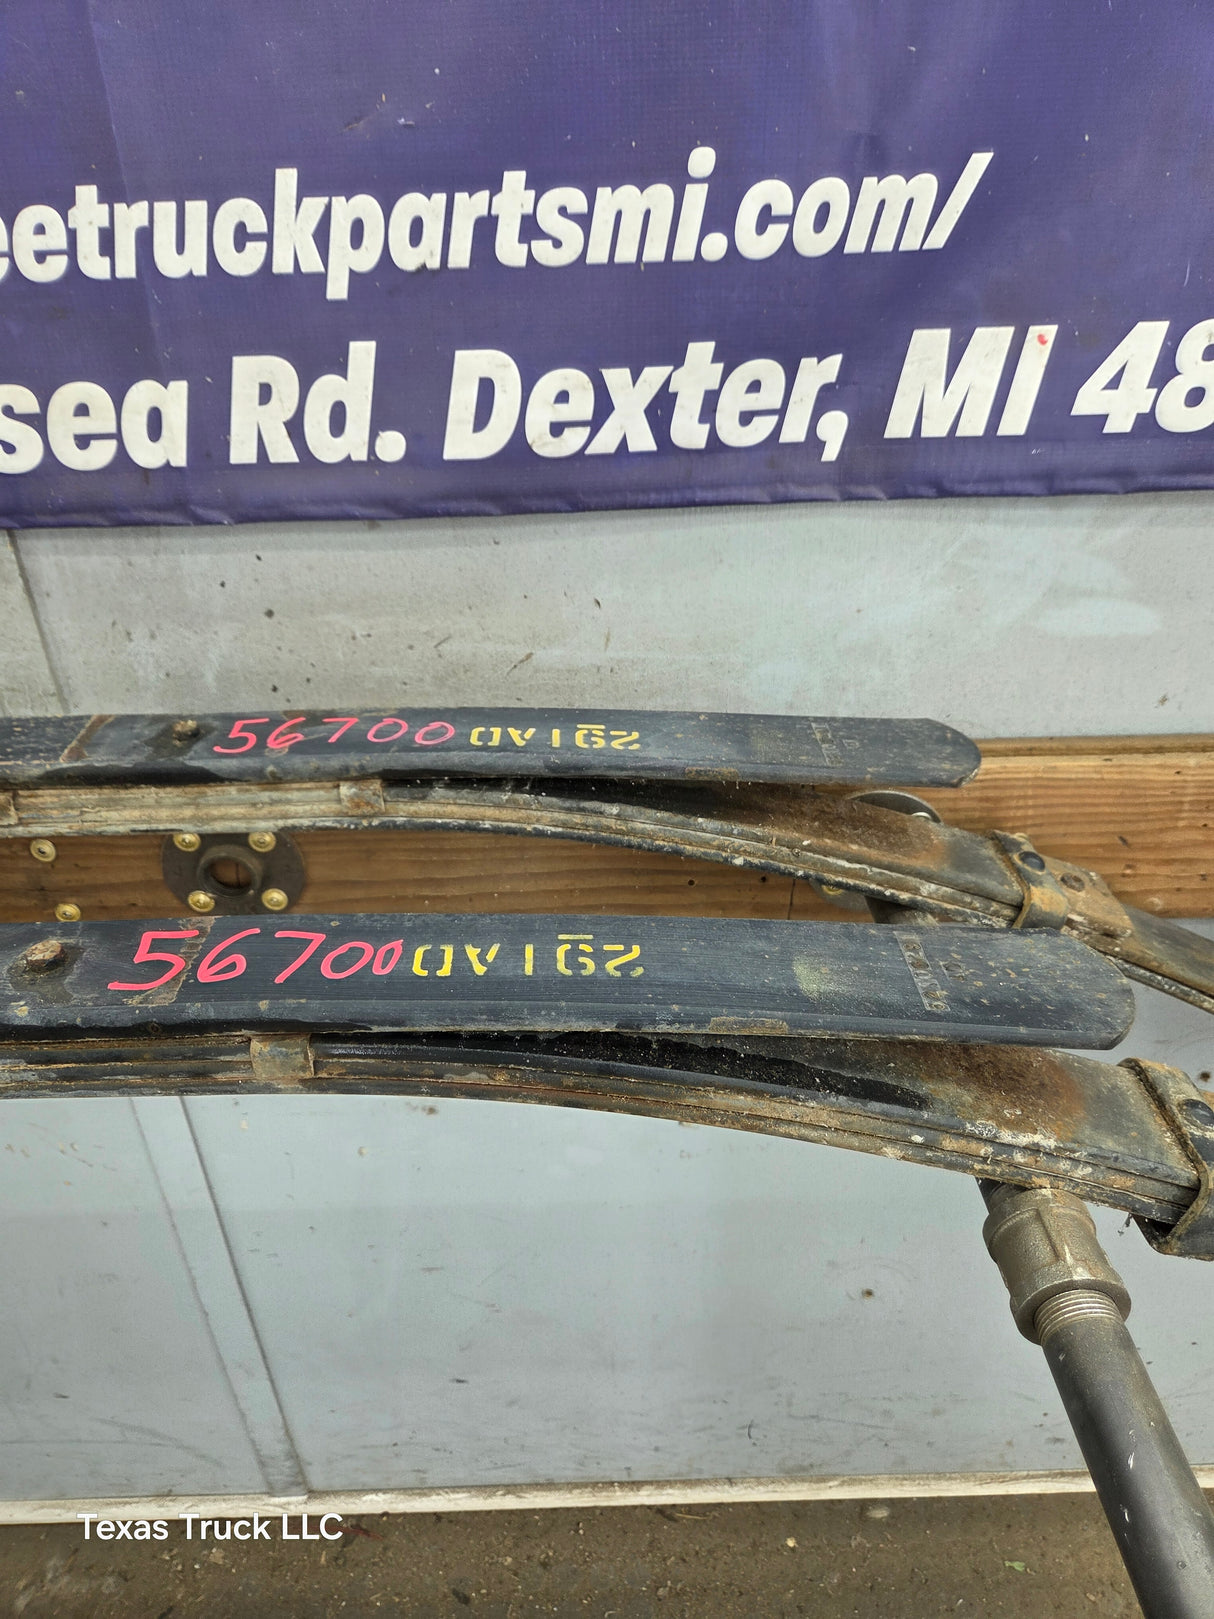 eetruckpartsmi.com/
sea Rd. Dexter, MI 48
56700
56700
Texas Truck LLC